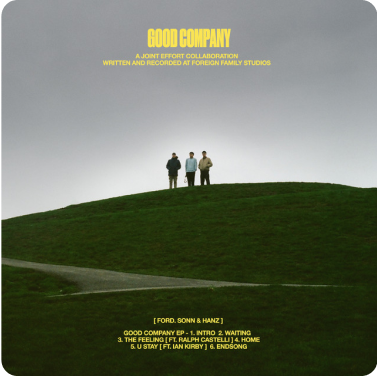 GOOD COMPANY
A JOINT EFFORT COLLABORATION
WRITTEN AND RECORDED AT FOREIGN FAMILY STUDIOS
[ FORD. SONN & HANZ ]
GOOD COMPANY EP - 1. INTRO 2. WAITING
3. THE FEELING [ FT. RALPH CASTELLI ] 4. HOME
5. U STAY [ FT. IAN KIRBY ] 6. ENDSONG